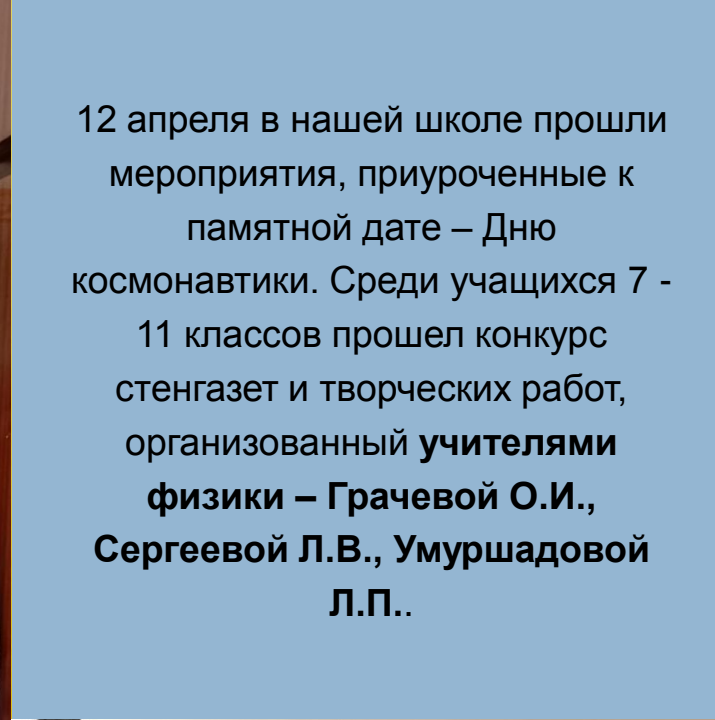 12 апреля в нашей школе прошли
мероприятия, приуроченные к
памятной дате – Дню
космонавтики. Среди учащихся 7 -
11 классов прошел конкурс
стенгазет и творческих работ,
организованный учителями
физики – Грачевой О.И.,
Сергеевой Л.В., Умуршадовой
Л.П..